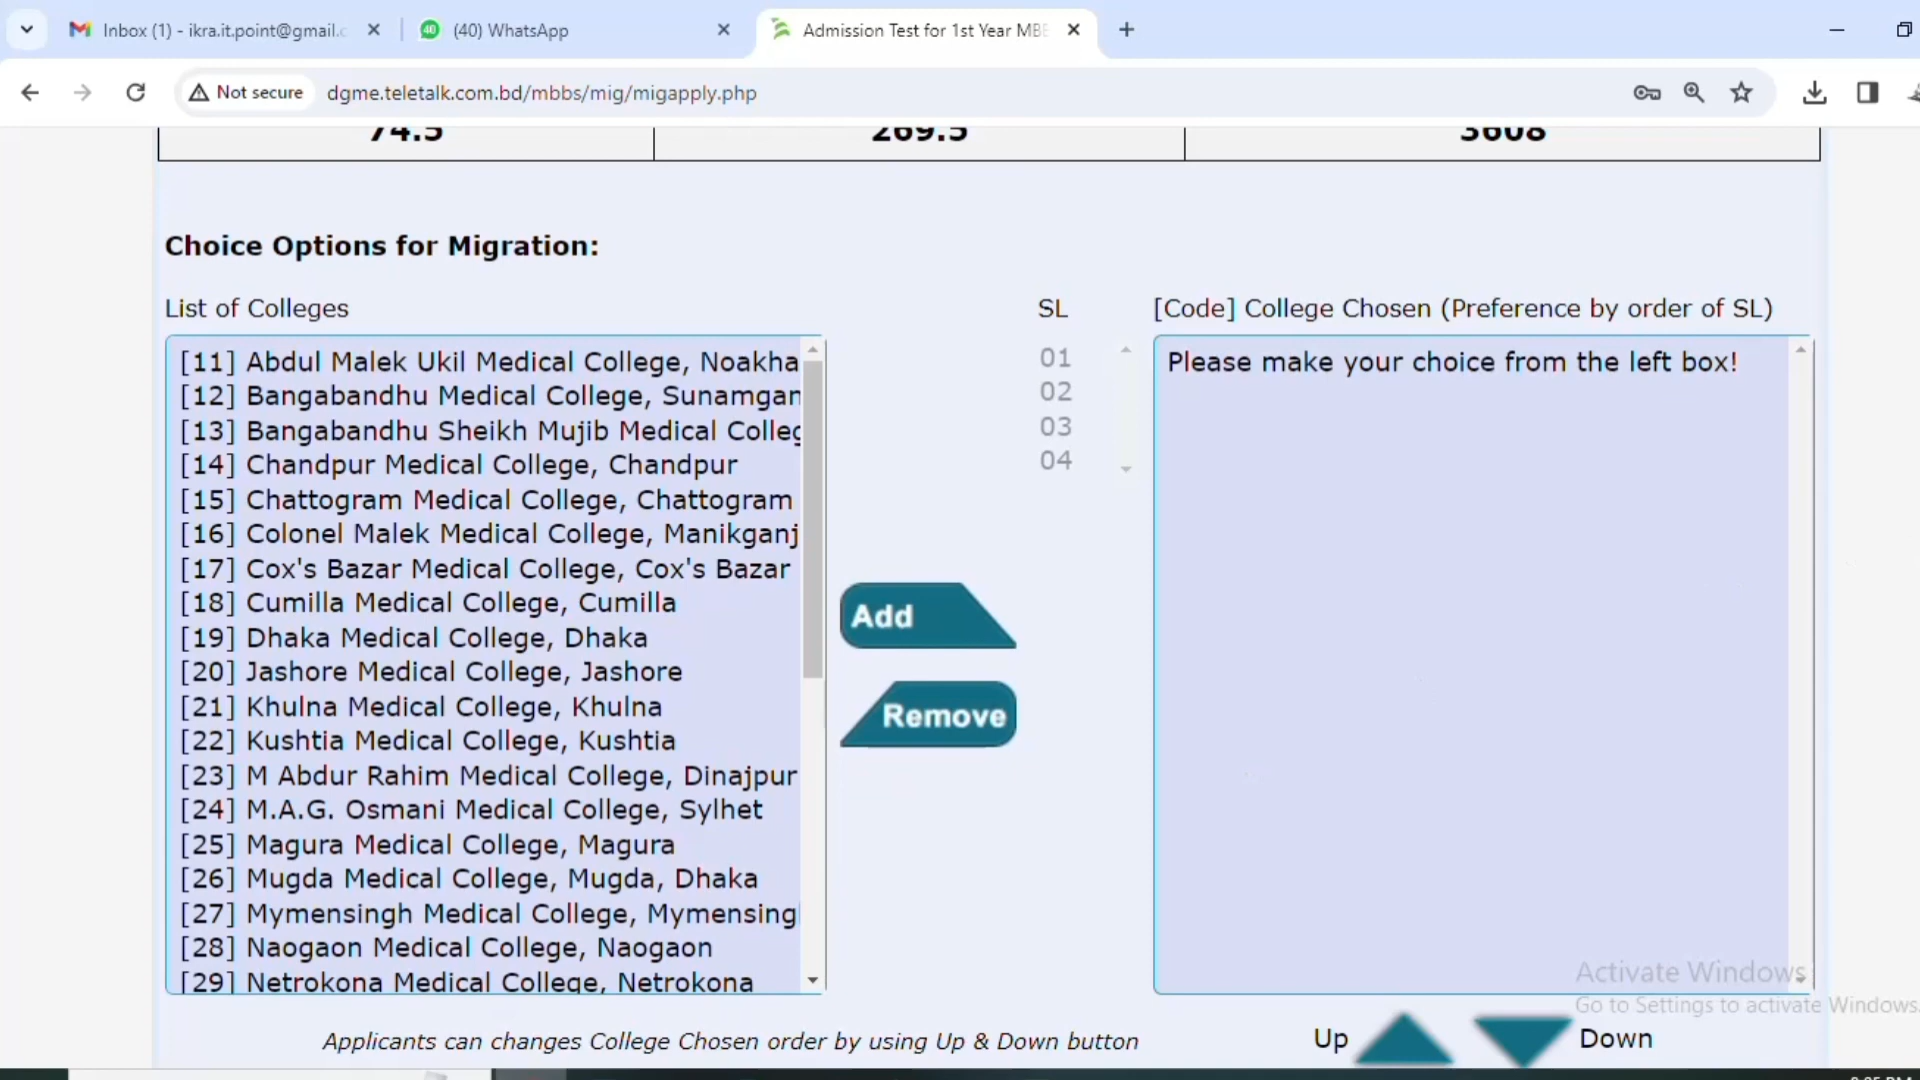 Inbox (1) - ikra.it.point@gmail.c
(40) WhatsApp
Admission Test for 1st Year MBB
Not secure
dgme.teletalk.com.bd/mbbs/mig/migapply.php
74.5 269.5 3608
Choice Options for Migration:
List of Colleges
SL
[Code] College Chosen (Preference by order of SL)
[11] Abdul Malek Ukil Medical College, Noakha
[12] Bangabandhu Medical College, Sunamgan
[13] Bangabandhu Sheikh Mujib Medical Colleg
[14] Chandpur Medical College, Chandpur
[15] Chattogram Medical College, Chattogram
[16] Colonel Malek Medical College, Manikganj
[17] Cox's Bazar Medical College, Cox's Bazar
[18] Cumilla Medical College, Cumilla
[19] Dhaka Medical College, Dhaka
[20] Jashore Medical College, Jashore
[21] Khulna Medical College, Khulna
[22] Kushtia Medical College, Kushtia
[23] M Abdur Rahim Medical College, Dinajpur
[24] M.A.G. Osmani Medical College, Sylhet
[25] Magura Medical College, Magura
[26] Mugda Medical College, Mugda, Dhaka
[27] Mymensingh Medical College, Mymensing
[28] Naogaon Medical College, Naogaon
[29] Netrokona Medical College, Netrokona
01
02
03
04
Add
Remove
Please make your choice from the left box!
Activate Windows
Go to Settings to activate Windows.
Applicants can changes College Chosen order by using Up & Down button
Up
Down